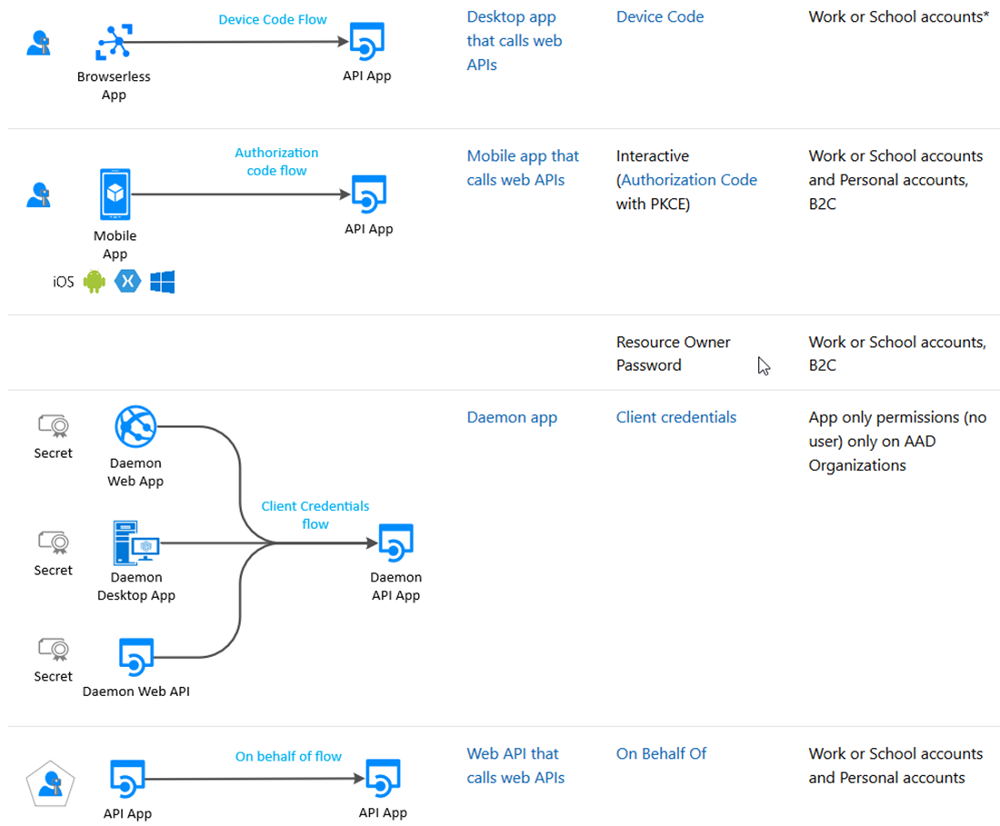 Device Code Flow
Browserless
App
API App
Desktop app
that calls web
APIs
Device Code
Work or School accounts*
Authorization
code flow
Mobile
App
API App
iOS
X
Mobile app that
calls web APIs
Interactive
(Authorization Code
with PKCE)
Work or School accounts
and Personal accounts,
B2C
Resource Owner
Password
Work or School accounts,
B2C
Secret
Daemon
Web App
Secret
Daemon
Desktop App
Secret
Daemon Web API
Client Credentials
flow
Daemon
API App
Daemon app
Client credentials
App only permissions (no
user) only on AAD
Organizations
On behalf of flow
API App
API App
Web API that
calls web APIs
On Behalf Of
Work or School accounts
and Personal accounts